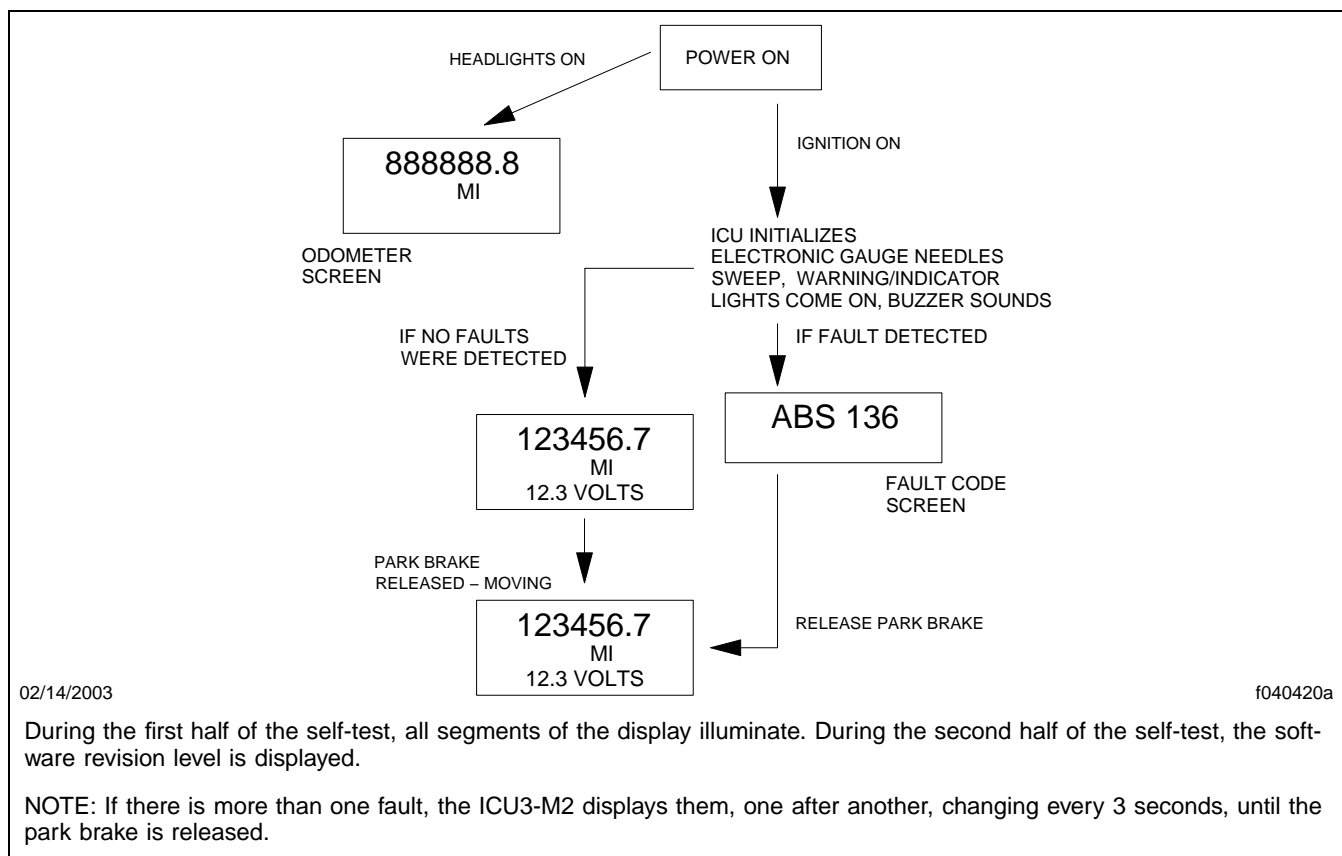 POWER ON
HEADLIGHTS ON
IGNITION ON
888888.8
MI
ODOMETER
SCREEN
ICU INITIALIZES
ELECTRONIC GAUGE NEEDLES
SWEEP, WARNING/INDICATOR
LIGHTS COME ON, BUZZER SOUNDS
IF NO FAULTS
WERE DETECTED
IF FAULT DETECTED
123456.7
MI
12.3 VOLTS
ABS 136
FAULT CODE
SCREEN
PARK BRAKE
RELEASED – MOVING
RELEASE PARK BRAKE
123456.7
MI
12.3 VOLTS
02/14/2003
f040420a
During the first half of the self-test, all segments of the display illuminate. During the second half of the self-test, the soft-
ware revision level is displayed.
NOTE: If there is more than one fault, the ICU3-M2 displays them, one after another, changing every 3 seconds, until the
park brake is released.